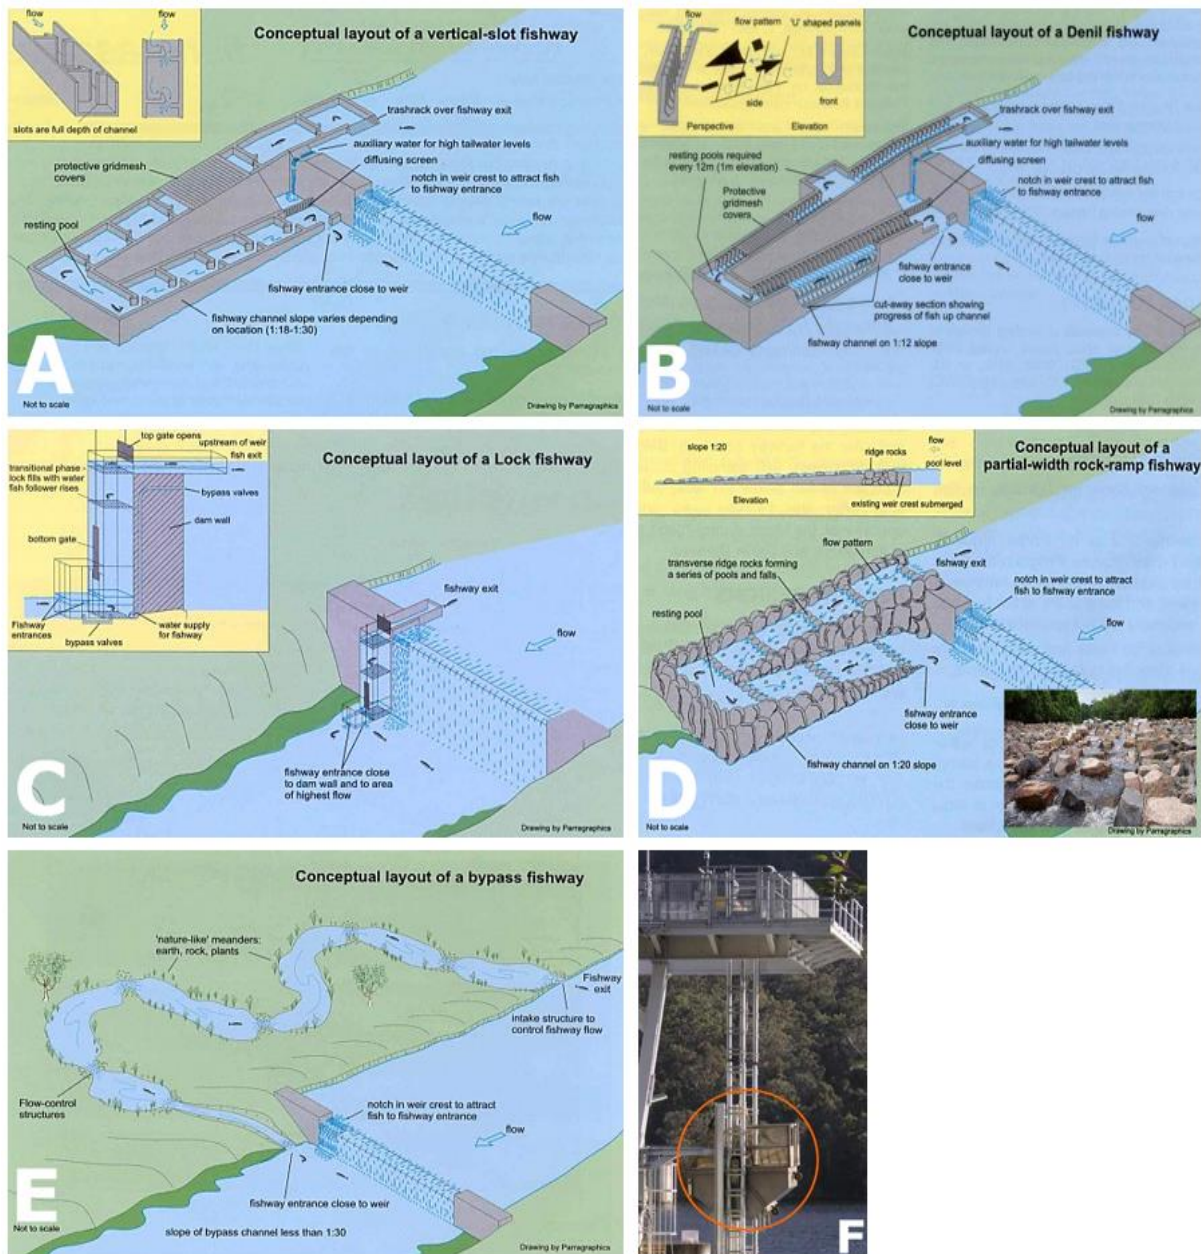 flow
flow
Conceptual layout of a vertical-slot fishway
slots are full depth of channel
trashrack over fishway exit
auxiliary water for high tailwater levels
diffusing screen
protective gridmesh
covers
notch in weir crest to attract fish
to fishway entrance
flow
resting pool
fishway entrance close to weir
fishway channel slope varies depending
on location (1:18-1:30)
A
Not to scale
Drawing by Parragraphics
flow
flow pattern
'U' shaped panels
Conceptual layout of a Denil fishway
side
front
Perspective
Elevation
trashrack over fishway exit
auxiliary water for high tailwater levels
diffusing screen
resting pools required
every 12m (1m elevation)
notch in weir crest to attract fish
to fishway entrance
Protective
gridmesh
covers
flow
fishway entrance
close to weir
cut-away section showing
progress of fish up channel
fishway channel on 1:12 slope
B
Not to scale
Drawing by Parragraphics
top gate opens
upstream of weir
fish exit
Conceptual layout of a Lock fishway
transitional phase -
lock fills with water
fish follower rises
bypass valves
dam wall
bottom gate
Fishway
entrances
water supply
for fishway
bypass valves
fishway exit
flow
fishway entrance close
to dam wall and to area
of highest flow
C
Not to scale
Drawing by Parragraphics
slope 1:20
ridge rocks
flow
pool level
Conceptual layout of a
partial-width rock-ramp fishway
Elevation
existing weir crest submerged
flow pattern
transverse ridge rocks forming
a series of pools and falls
fishway exit
notch in weir crest to attract
fish to fishway entrance
resting pool
flow
fishway entrance
close to weir
fishway channel on 1:20 slope
D
Not to scale
Drawing by Parragraphics
Conceptual layout of a bypass fishway
'nature-like' meanders:
earth, rock, plants
Fishway
exit
intake structure to
control fishway flow
Flow-control
structures
notch in weir crest to attract
fish to fishway entrance
flow
fishway entrance close to weir
E
Not to scale
slope of bypass channel less than 1:30
F